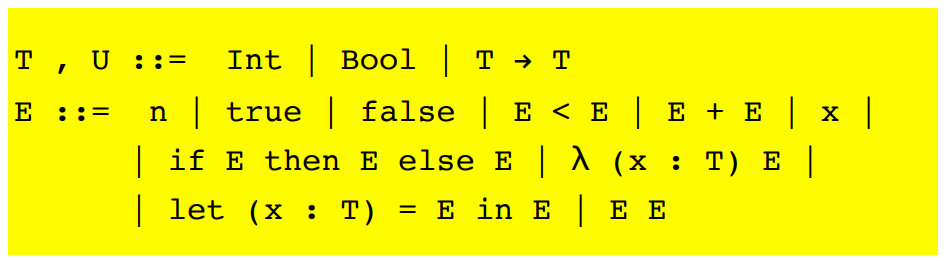 T , U ::= Int | Bool | T → T
E ::= n | true | false | E < E | E + E | x |
| if E then E else E | λ (x : T) E |
| let (x : T) = E in E | E E